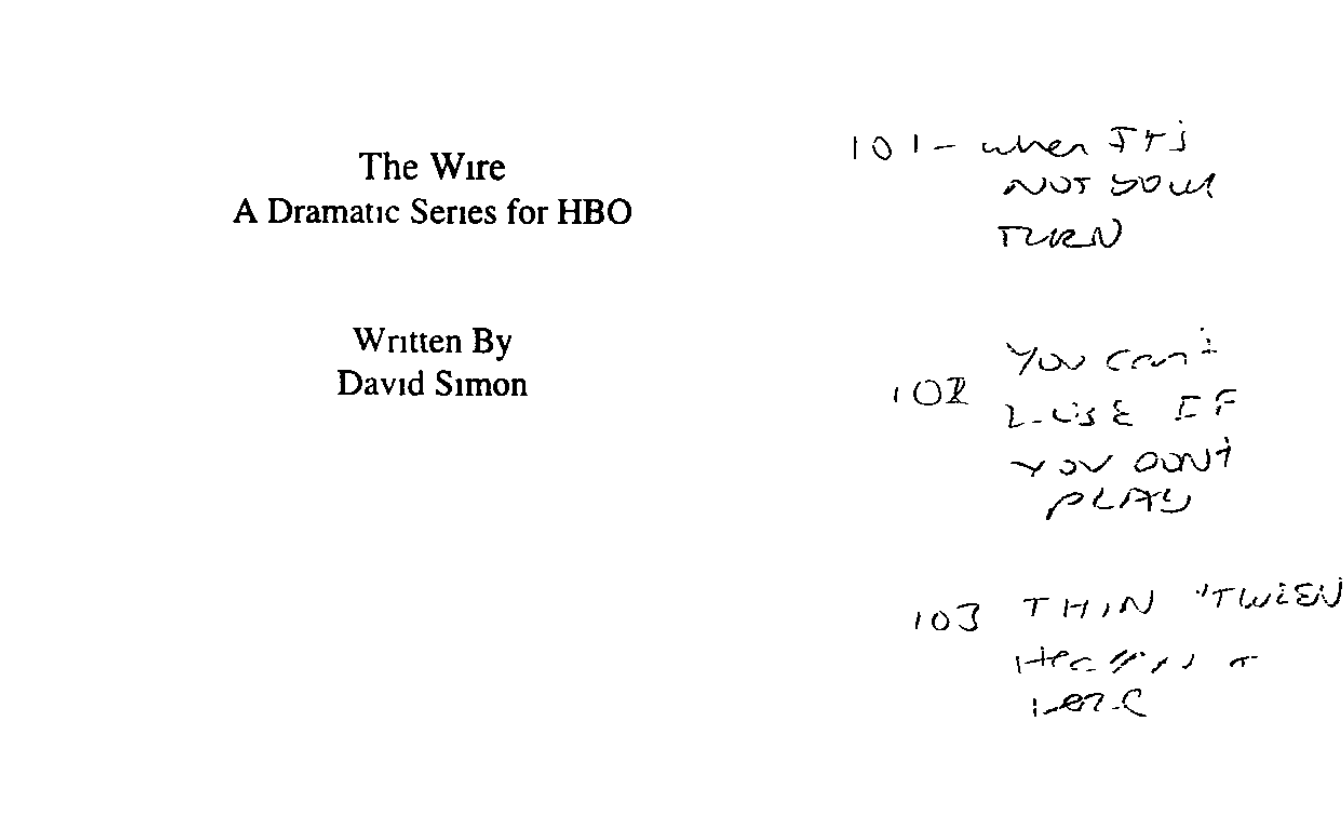 The Wire
A Dramatic Series for HBO
Written By
David Simon
101 - when It's
NOT YOUR
TURN
102 You can't
LOSE IF
YOU DON'T
PLAY
103 THIN 'TWEEN
HEAVEN &
HERE